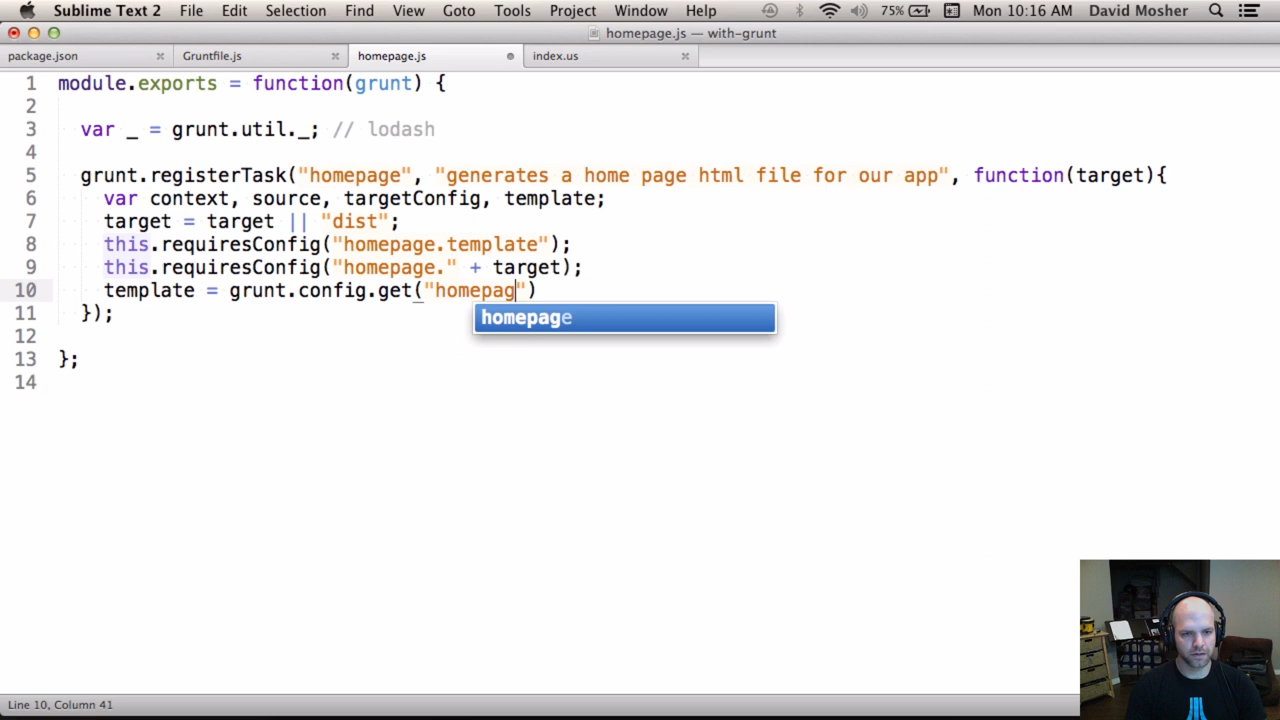 Sublime Text 2 File Edit Selection Find View Goto Tools Project Window Help 75% Mon 10:16 AM David Mosher
homepage.js — with-grunt
package.json Gruntfile.js homepage.js index.us
1 module.exports = function(grunt) {
2
3 var _ = grunt.util._; // lodash
4
5 grunt.registerTask("homepage", "generates a home page html file for our app", function(target){
6 var context, source, targetConfig, template;
7 target = target || "dist";
8 this.requiresConfig("homepage.template");
9 this.requiresConfig("homepage." + target);
10 template = grunt.config.get("homepag")
homepage
11 });
12
13 };
14
Line 10, Column 41